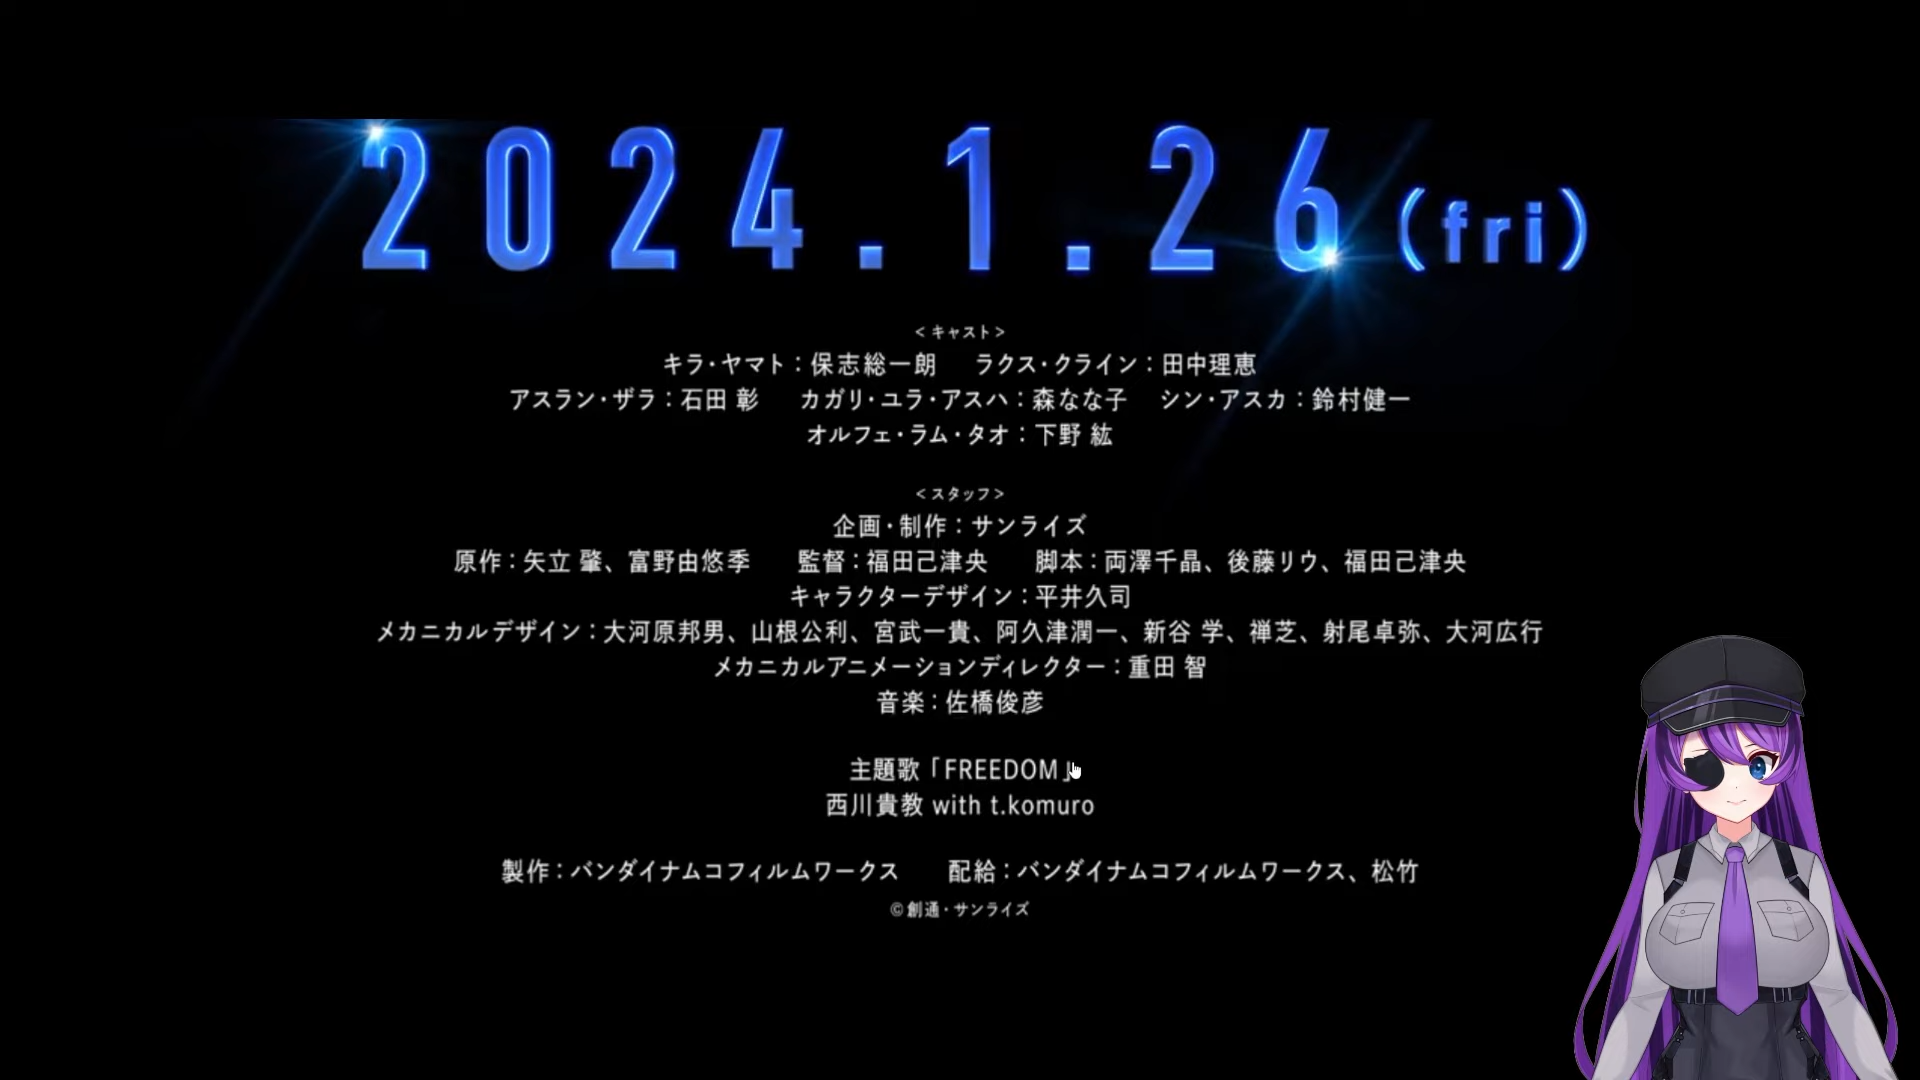 2024.1.26(fri)
<キャスト>
キラ・ヤマト：保志総一朗　ラクス・クライン：田中理恵
アスラン・ザラ：石田 彰　カガリ・ユラ・アスハ：森なな子　シン・アスカ：鈴村健一
オルフェ・ラム・タオ：下野 紘
<スタッフ>
企画・制作：サンライズ
原作：矢立 肇、富野由悠季　監督：福田己津央　脚本：両澤千晶、後藤リウ、福田己津央
キャラクターデザイン：平井久司
メカニカルデザイン：大河原邦男、山根公利、宮武一貴、阿久津潤一、新谷 学、禅芝、射尾卓弥、大河広行
メカニカルアニメーションディレクター：重田 智
音楽：佐橋俊彦
主題歌「FREEDOM」
西川貴教 with t.komuro
製作：バンダイナムコフィルムワークス　配給：バンダイナムコフィルムワークス、松竹
©創通・サンライズ